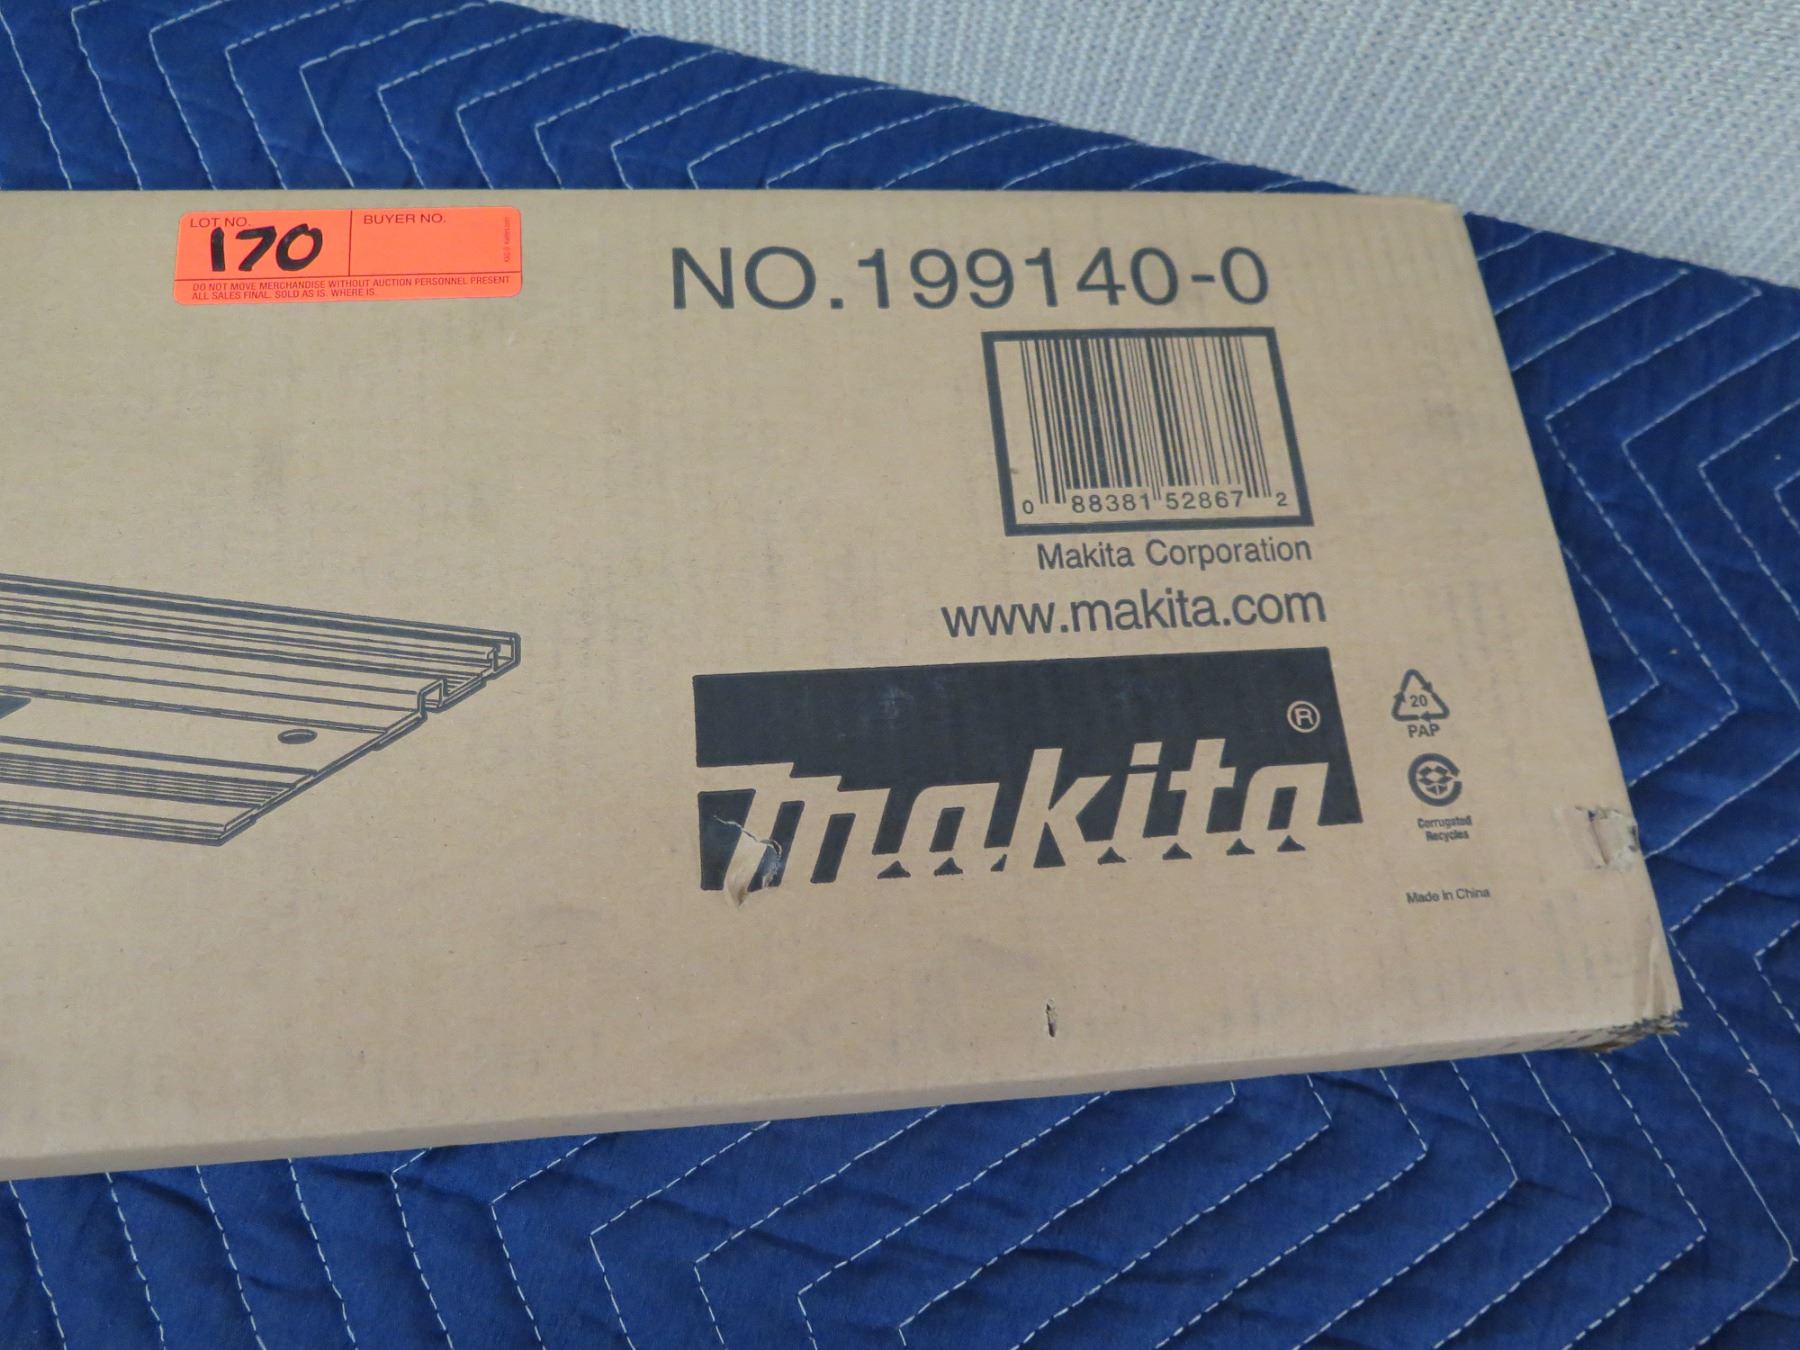 LOT NO.
170
BUYER NO.
DO NOT MOVE MERCHANDISE WITHOUT AUCTION PERSONNEL PRESENT
ALL SALES FINAL. SOLD AS IS. WHERE IS
NO.199140-0
0 88381 52867 2
Makita Corporation
www.makita.com
makita®
20
PAP
Corrugated
Recycles
Made in China